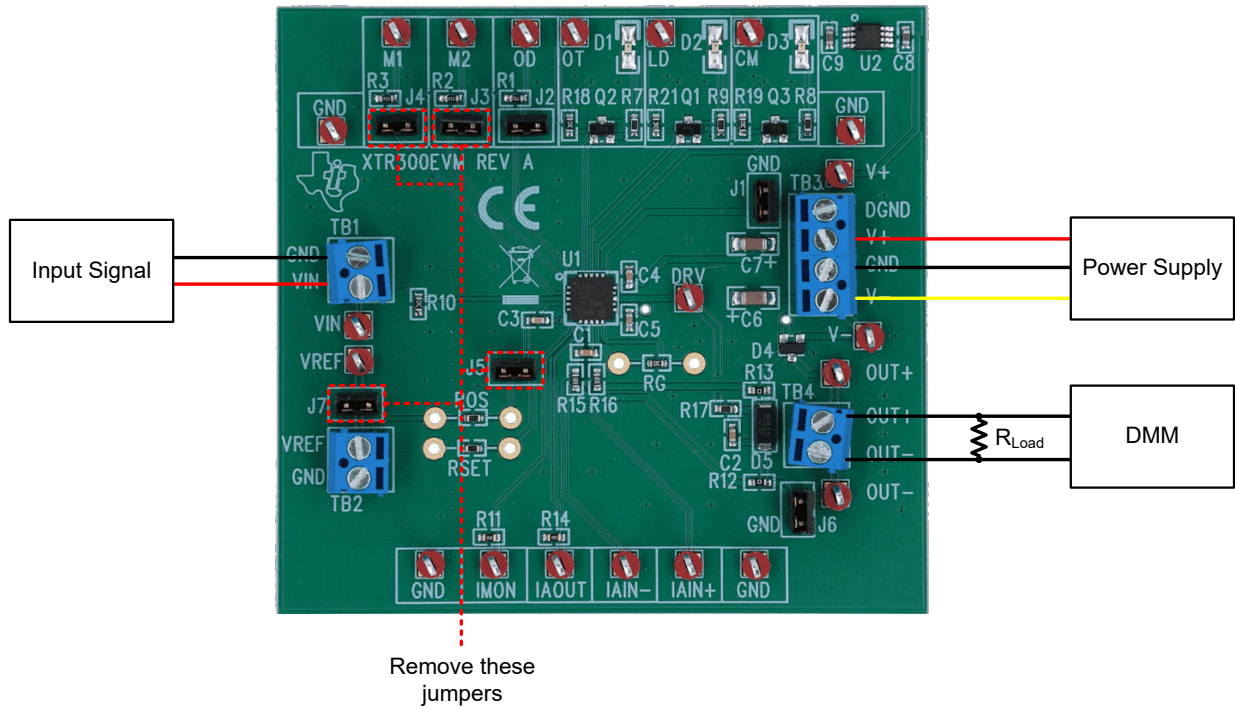 M1 M2 OD OT D1 LD D2 CM D3 C9 U2 C8
R3 J4 R2 J3 R1 J2 R18 Q2 R7 R21 Q1 R9 R19 Q3 R8
GND GND
XTR300EVM REV A
GND
J1 TB3 V+
DGND
V+
GND
V-
C7+
+C6
V-
CE
TB1
GND
VIN
VIN
VREF
Input Signal
Power Supply
U1
C4
DRV
R10
C3
C5
C1
J5
RG
D4
R15 R16
R13
OUT+
J7
POS
R17
TB4
OUT+
VREF
RSET
C2
D5
OUT-
GND
TB2
R12
OUT-
GND
J6
RLoad
DMM
R11 R14
GND IMON IAOUT IAIN- IAIN+ GND
Remove these
jumpers